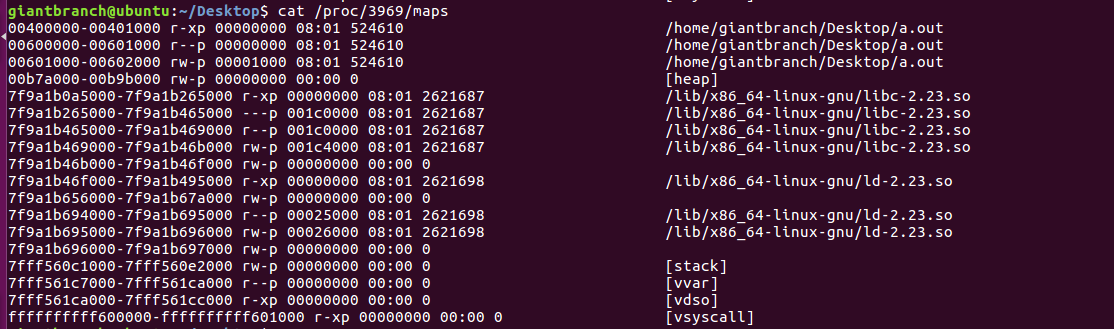 giantbranch@ubuntu:~/Desktop$ cat /proc/3969/maps
00400000-00401000 r-xp 00000000 08:01 524610 /home/giantbranch/Desktop/a.out
00600000-00601000 r--p 00000000 08:01 524610 /home/giantbranch/Desktop/a.out
00601000-00602000 rw-p 00001000 08:01 524610 /home/giantbranch/Desktop/a.out
00b7a000-00b9b000 rw-p 00000000 00:00 0 [heap]
7f9a1b0a5000-7f9a1b265000 r-xp 00000000 08:01 2621687 /lib/x86_64-linux-gnu/libc-2.23.so
7f9a1b265000-7f9a1b465000 ---p 001c0000 08:01 2621687 /lib/x86_64-linux-gnu/libc-2.23.so
7f9a1b465000-7f9a1b469000 r--p 001c0000 08:01 2621687 /lib/x86_64-linux-gnu/libc-2.23.so
7f9a1b469000-7f9a1b46b000 rw-p 001c4000 08:01 2621687 /lib/x86_64-linux-gnu/libc-2.23.so
7f9a1b46b000-7f9a1b46f000 rw-p 00000000 00:00 0
7f9a1b46f000-7f9a1b495000 r-xp 00000000 08:01 2621698 /lib/x86_64-linux-gnu/ld-2.23.so
7f9a1b656000-7f9a1b67a000 rw-p 00000000 00:00 0
7f9a1b694000-7f9a1b695000 r--p 00025000 08:01 2621698 /lib/x86_64-linux-gnu/ld-2.23.so
7f9a1b695000-7f9a1b696000 rw-p 00026000 08:01 2621698 /lib/x86_64-linux-gnu/ld-2.23.so
7f9a1b696000-7f9a1b697000 rw-p 00000000 00:00 0
7fff560c1000-7fff560e2000 rw-p 00000000 00:00 0 [stack]
7fff561c7000-7fff561ca000 r--p 00000000 00:00 0 [vvar]
7fff561ca000-7fff561cc000 r-xp 00000000 00:00 0 [vdso]
ffffffffff600000-ffffffffff601000 r-xp 00000000 00:00 0 [vsyscall]